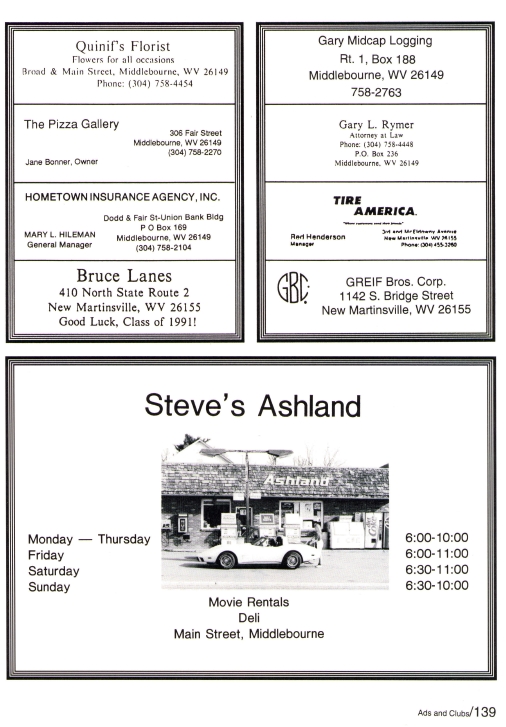 Quinif's Florist
Flowers for all occasions
Broad & Main Street, Middlebourne, WV 26149
Phone: (304) 758-4454
The Pizza Gallery
306 Fair Street
Middlebourne, WV 26149
(304) 758-2270
Jane Bonner, Owner
HOMETOWN INSURANCE AGENCY, INC.
Dodd & Fair St-Union Bank Bldg
P O Box 169
MARY L. HILEMAN Middlebourne, WV 26149
General Manager (304) 758-2104
Bruce Lanes
410 North State Route 2
New Martinsville, WV 26155
Good Luck, Class of 1991!
Gary Midcap Logging
Rt. 1, Box 188
Middlebourne, WV 26149
758-2763
Gary L. Rymer
Attorney at Law
Phone: (304) 758-4448
P.O. Box 236
Middlebourne, WV 26149
TIRE
AMERICA.
"Where customers send their friends"
3rd and McEldowny Avenue
Henderson New Martinsville WV 26155
Manager Phone: (304) 455-3260
GBC
GREIF Bros. Corp.
1142 S. Bridge Street
New Martinsville, WV 26155
Steve's Ashland
Ashland
Monday — Thursday 6:00-10:00
Friday 6:00-11:00
Saturday 6:30-11:00
Sunday 6:30-10:00
Movie Rentals
Deli
Main Street, Middlebourne
Ads and Clubs/139